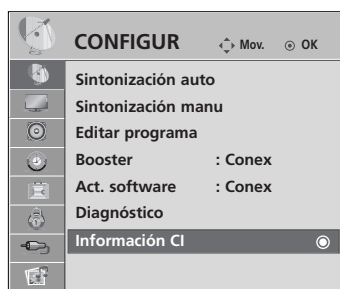 CONFIGUR Mov. OK
Sintonización auto
Sintonización manu
Editar programa
Booster : Conex
Act. software : Conex
Diagnóstico
Información CI